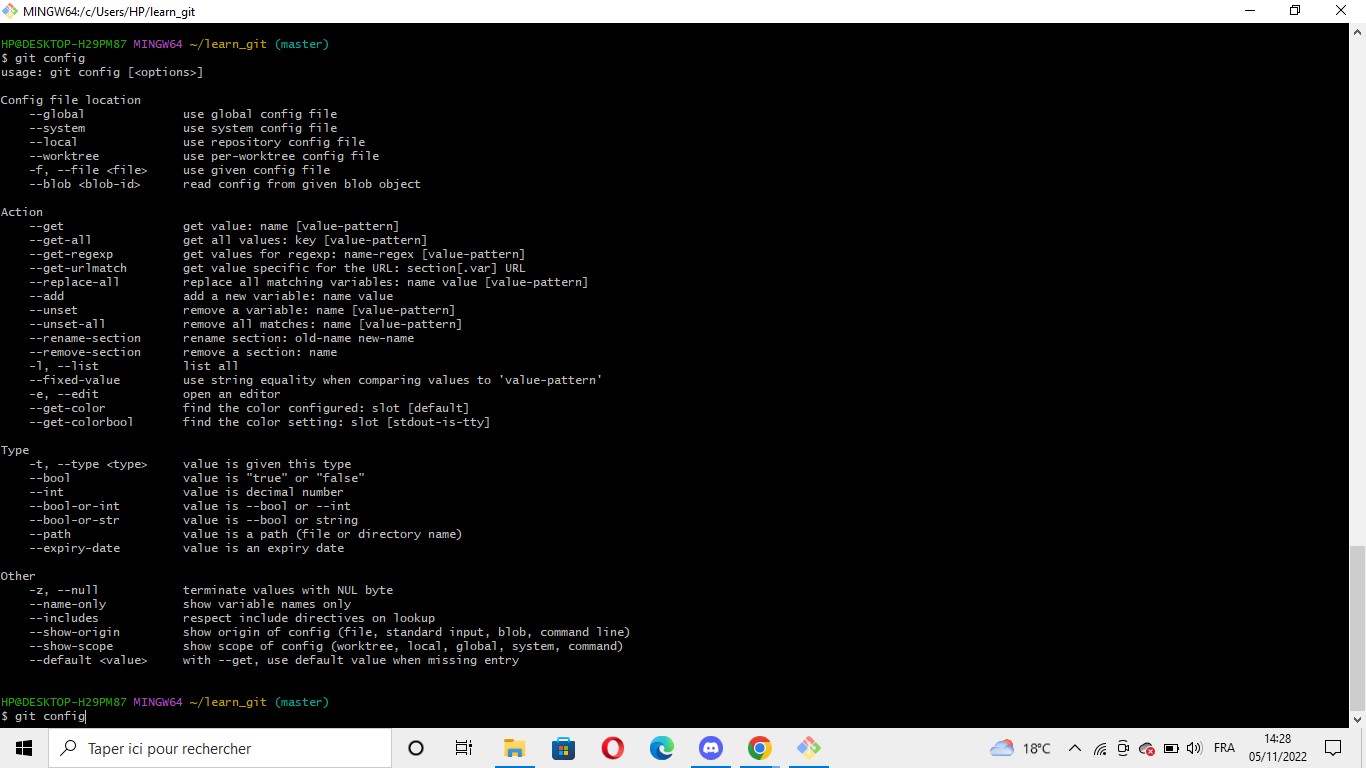 MINGW64:/c/Users/HP/learn_git
HP@DESKTOP-H29PM87 MINGW64 ~/learn_git (master)
$ git config
usage: git config [<options>]
Config file location
--global use global config file
--system use system config file
--local use repository config file
--worktree use per-worktree config file
-f, --file <file> use given config file
--blob <blob-id> read config from given blob object
Action
--get get value: name [value-pattern]
--get-all get all values: key [value-pattern]
--get-regexp get values for regexp: name-regex [value-pattern]
--get-urlmatch get value specific for the URL: section[.var] URL
--replace-all replace all matching variables: name value [value-pattern]
--add add a new variable: name value
--unset remove a variable: name [value-pattern]
--unset-all remove all matches: name [value-pattern]
--rename-section rename section: old-name new-name
--remove-section remove a section: name
-l, --list list all
--fixed-value use string equality when comparing values to 'value-pattern'
-e, --edit open an editor
--get-color find the color configured: slot [default]
--get-colorbool find the color setting: slot [stdout-is-tty]
Type
-t, --type <type> value is given this type
--bool value is "true" or "false"
--int value is decimal number
--bool-or-int value is --bool or --int
--bool-or-str value is --bool or string
--path value is a path (file or directory name)
--expiry-date value is an expiry date
Other
-z, --null terminate values with NUL byte
--name-only show variable names only
--includes respect include directives on lookup
--show-origin show origin of config (file, standard input, blob, command line)
--show-scope show scope of config (worktree, local, global, system, command)
--default <value> with --get, use default value when missing entry
HP@DESKTOP-H29PM87 MINGW64 ~/learn_git (master)
$ git config
Taper ici pour rechercher
18°C
FRA
14:28
05/11/2022